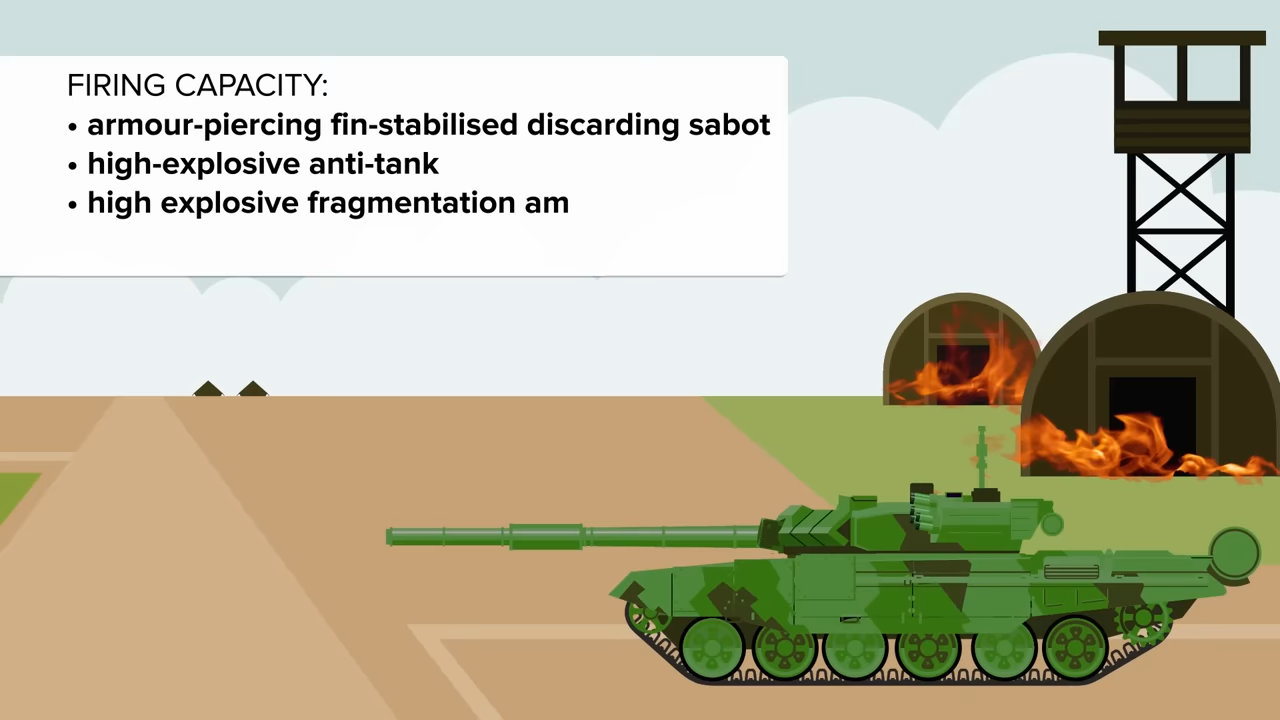 FIRING CAPACITY:
• armour-piercing fin-stabilised discarding sabot
• high-explosive anti-tank
• high explosive fragmentation am